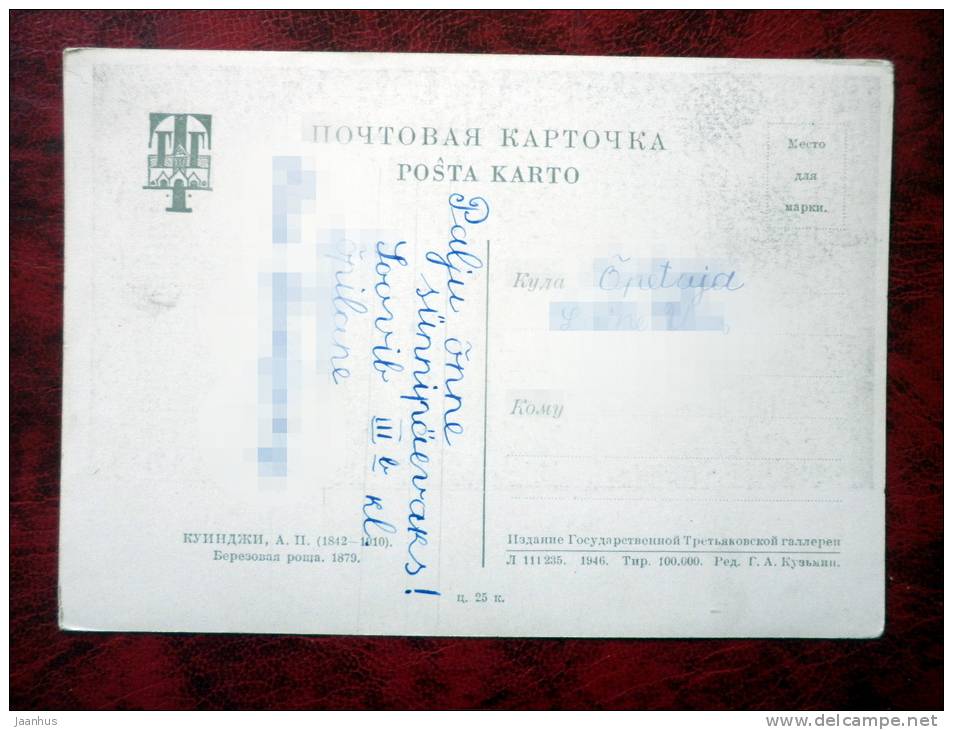 ПОЧТОВАЯ КАРТОЧКА
POŜTA KARTO
Место
для
марки.
Palju õnne
sünnipäevaks!
Soovib III b kl.
õpilane
Куда Õpetaja
Кому
КУИНДЖИ, А. П. (1842—1910).
Березовая роща. 1879.
Издание Государственной Третьяковской галлереи
Л 111235. 1946. Тир. 100.000. Ред. Г. А. Кузьмин.
ц. 25 к.
Jaanhus
www.delcampe.net